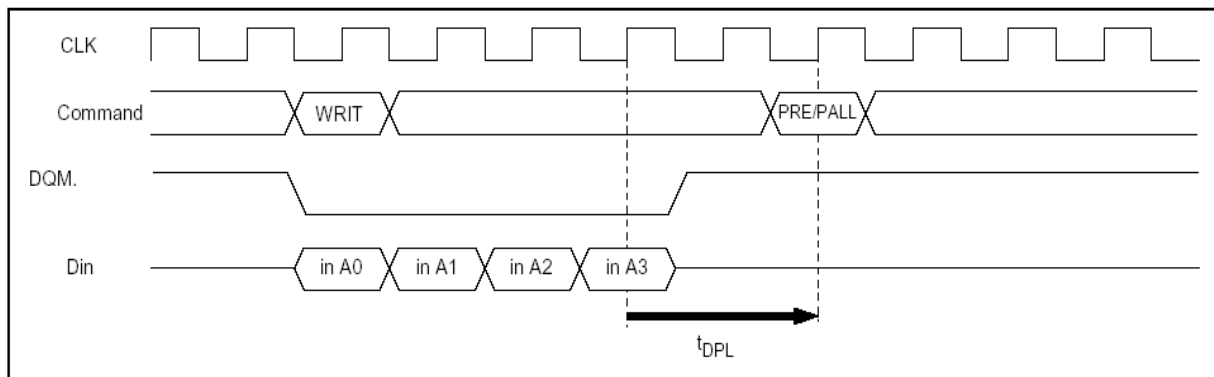 CLK
Command WRIT PRE/PALL
DQM.
Din in A0 in A1 in A2 in A3
tDPL